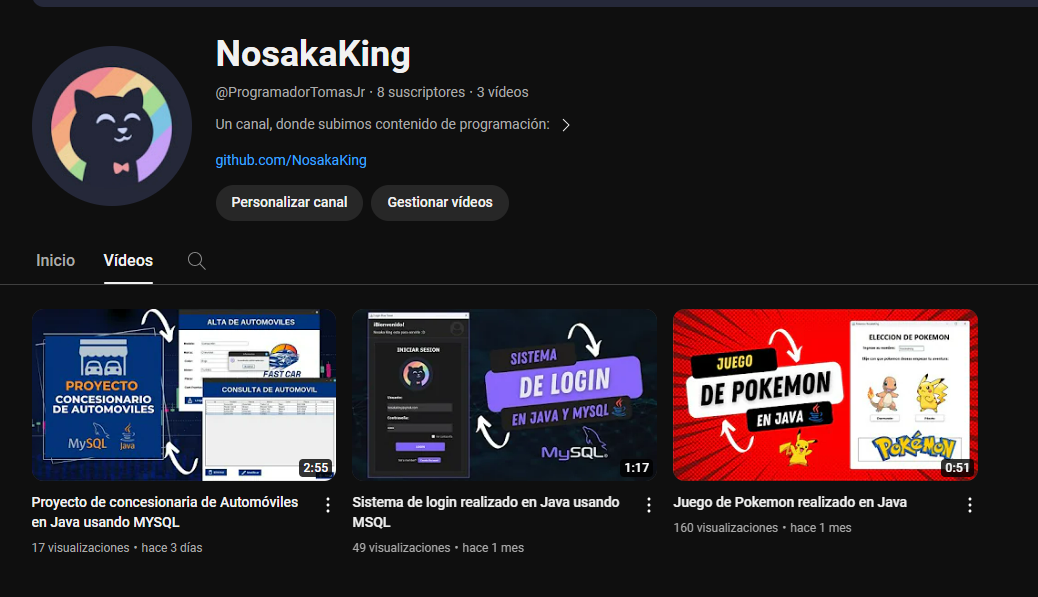 NosakaKing
@ProgramadorTomasJr · 8 suscriptores · 3 vídeos
Un canal, donde subimos contenido de programación:
github.com/NosakaKing
Personalizar canal
Gestionar vídeos
Inicio
Vídeos
PROYECTO
CONCESIONARIO
DE AUTOMOVILES
MySQL
Java
ALTA DE AUTOMOVILES
FAST CAR
CONSULTA DE AUTOMOVIL
2:55
¡Bienvenido!
INICIAR SESION
SISTEMA
DE LOGIN
EN JAVA Y MYSQL
MySQL
1:17
JUEGO
DE POKEMON
EN JAVA
ELECCION DE POKEMON
Pokémon
0:51
Proyecto de concesionaria de Automóviles
en Java usando MYSQL
17 visualizaciones • hace 3 días
Sistema de login realizado en Java usando
MSQL
49 visualizaciones • hace 1 mes
Juego de Pokemon realizado en Java
160 visualizaciones • hace 1 mes